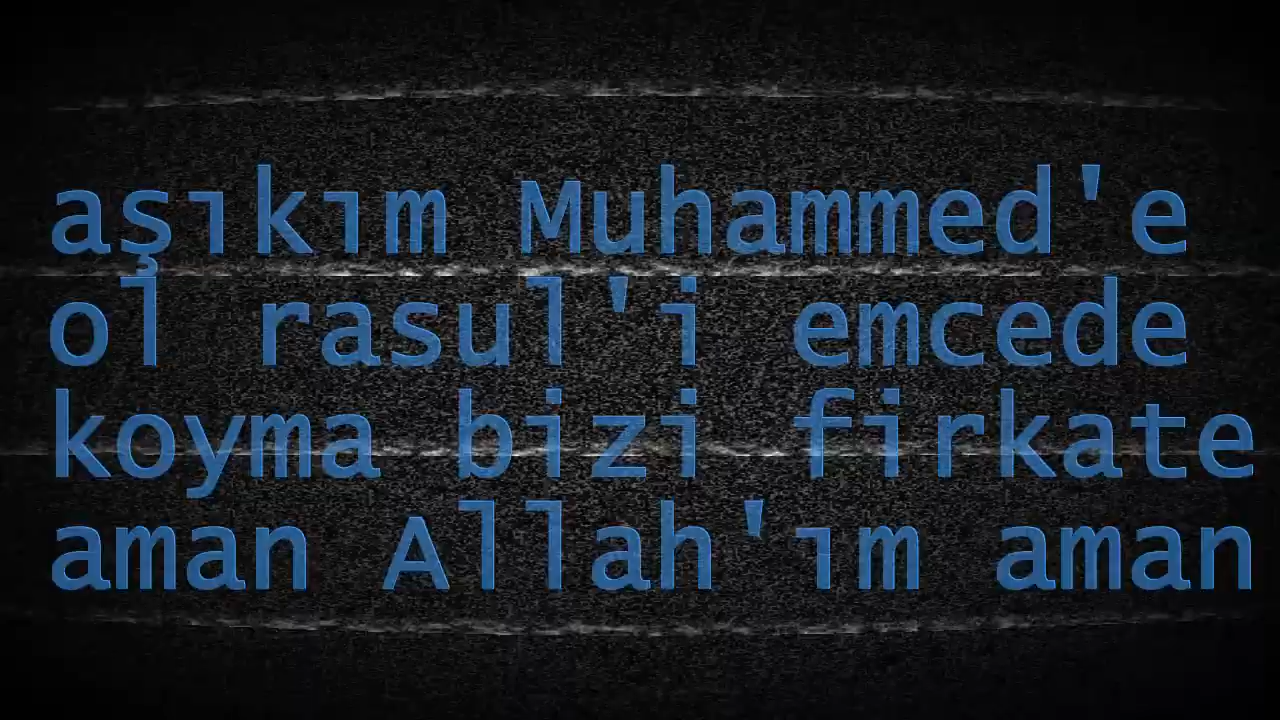 aşıkım Muhammed'e
ol rasul'i emcede
koyma bizi firkate
aman Allah'ım aman